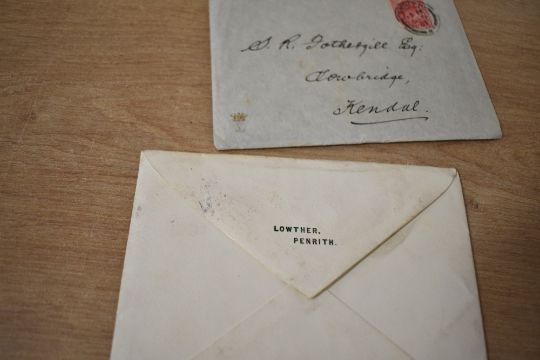 S. R. Fothergill Esq:
Cowbridge,
Kendal.
LOWTHER,
PENRITH.